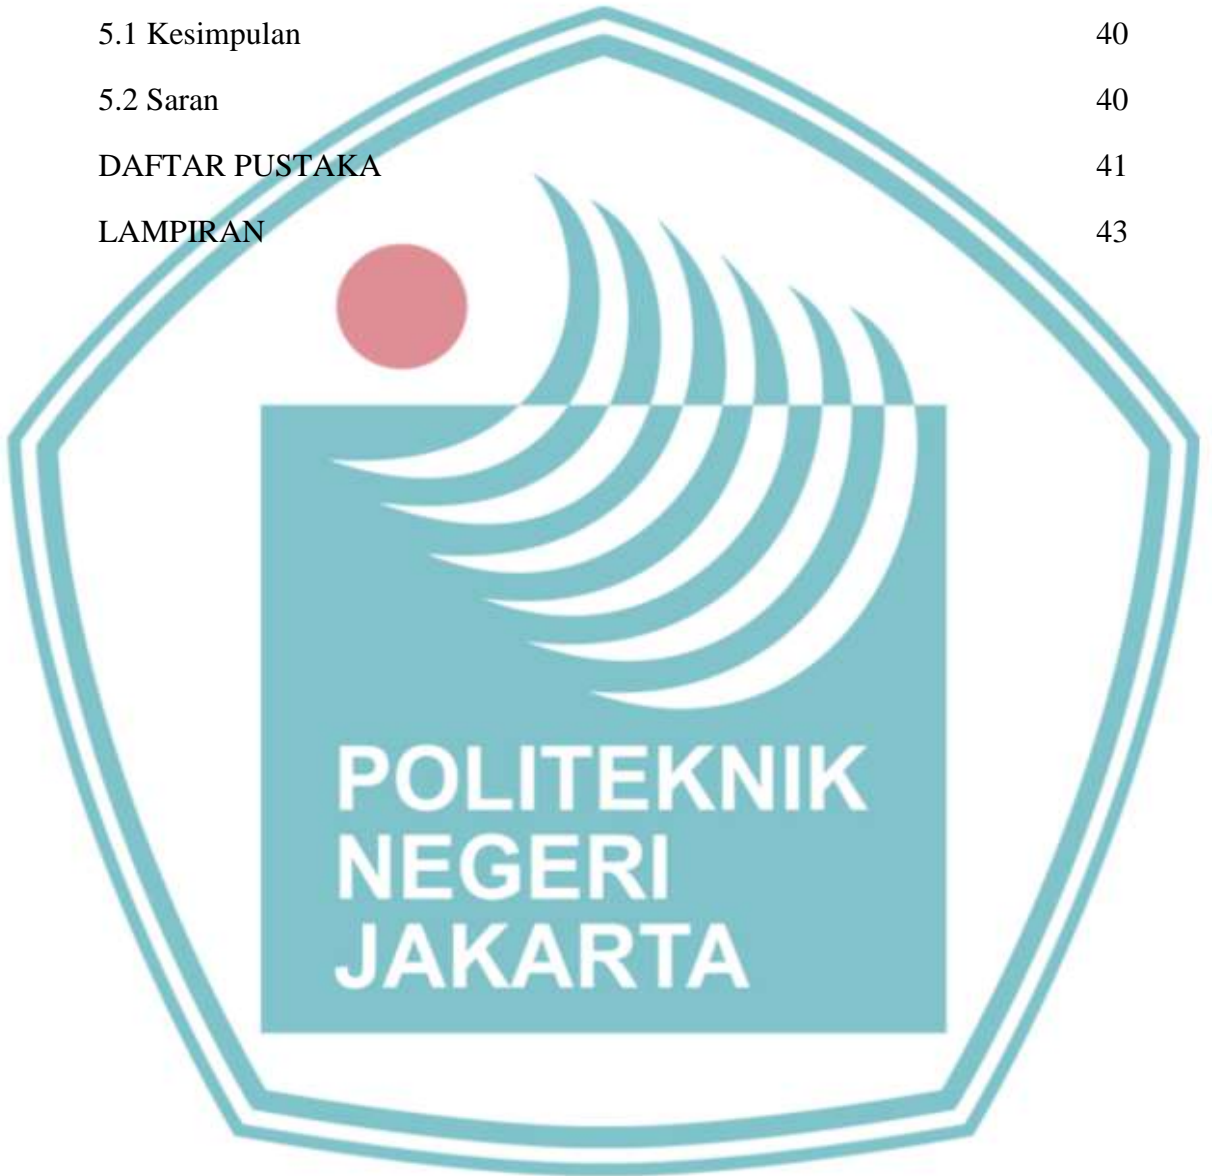 5.1 Kesimpulan 40
5.2 Saran 40
DAFTAR PUSTAKA 41
LAMPIRAN 43
POLITEKNIK
NEGERI
JAKARTA